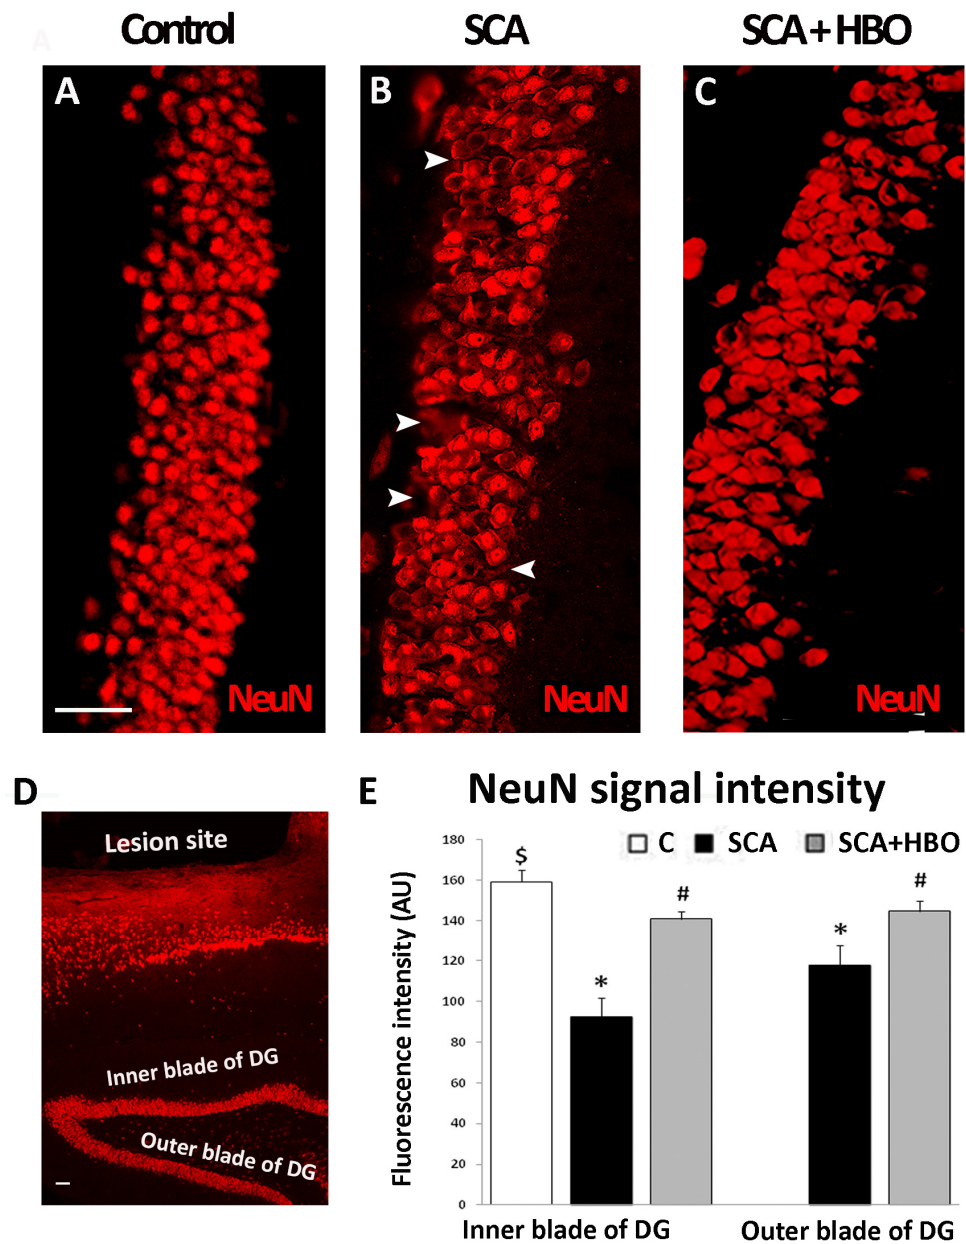 Control SCA SCA + HBO
A B C
NeuN NeuN NeuN
D
Lesion site
Inner blade of DG
Outer blade of DG
E NeuN signal intensity
C SCA SCA+HBO
Fluorescence intensity (AU)
180
160
140
120
100
80
60
40
20
0
$ * # * #
Inner blade of DG Outer blade of DG